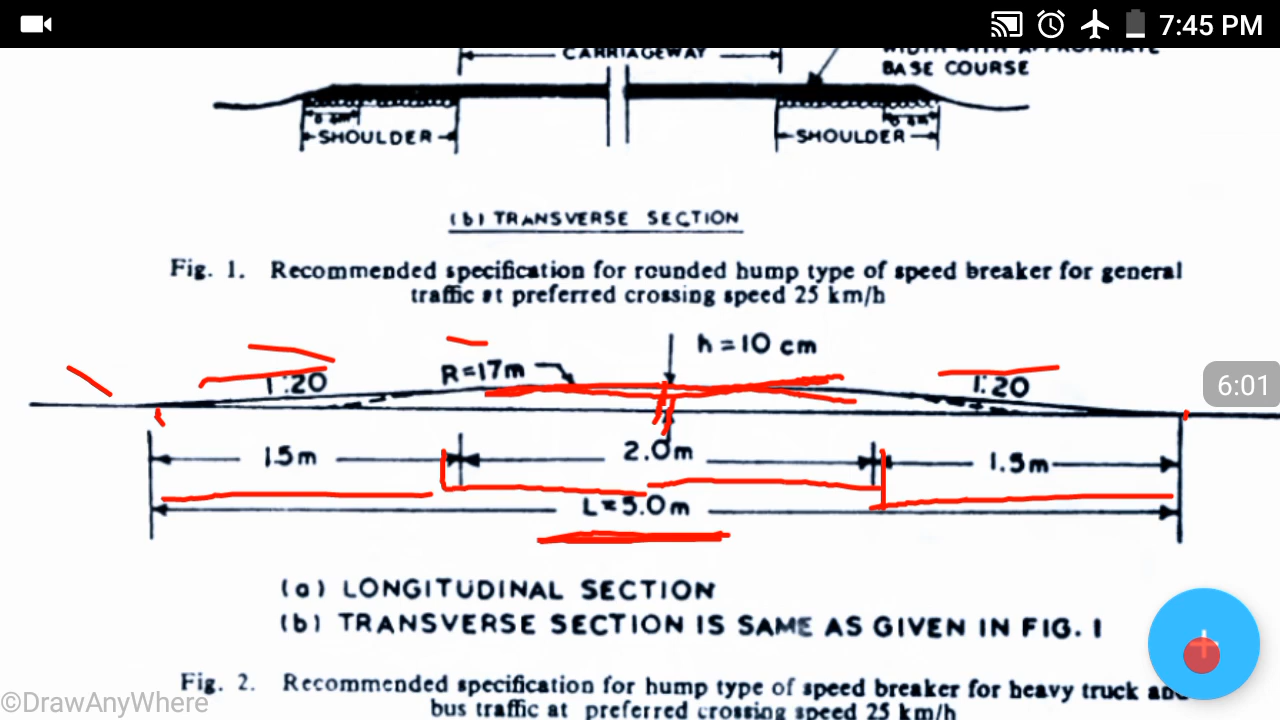 7:45 PM
CARRIAGEWAY
BASE COURSE
SHOULDER
SHOULDER
(b) TRANSVERSE SECTION
Fig. 1. Recommended specification for rounded hump type of speed breaker for general
traffic at preferred crossing speed 25 km/h
h = 10 cm
R=17m
1:20
1:20
6:01
1.5m
2.0m
1.5m
L=5.0m
(a) LONGITUDINAL SECTION
(b) TRANSVERSE SECTION IS SAME AS GIVEN IN FIG. 1
Fig. 2. Recommended specification for hump type of speed breaker for heavy truck and
bus traffic at preferred crossing speed 25 km/h
©DrawAnyWhere